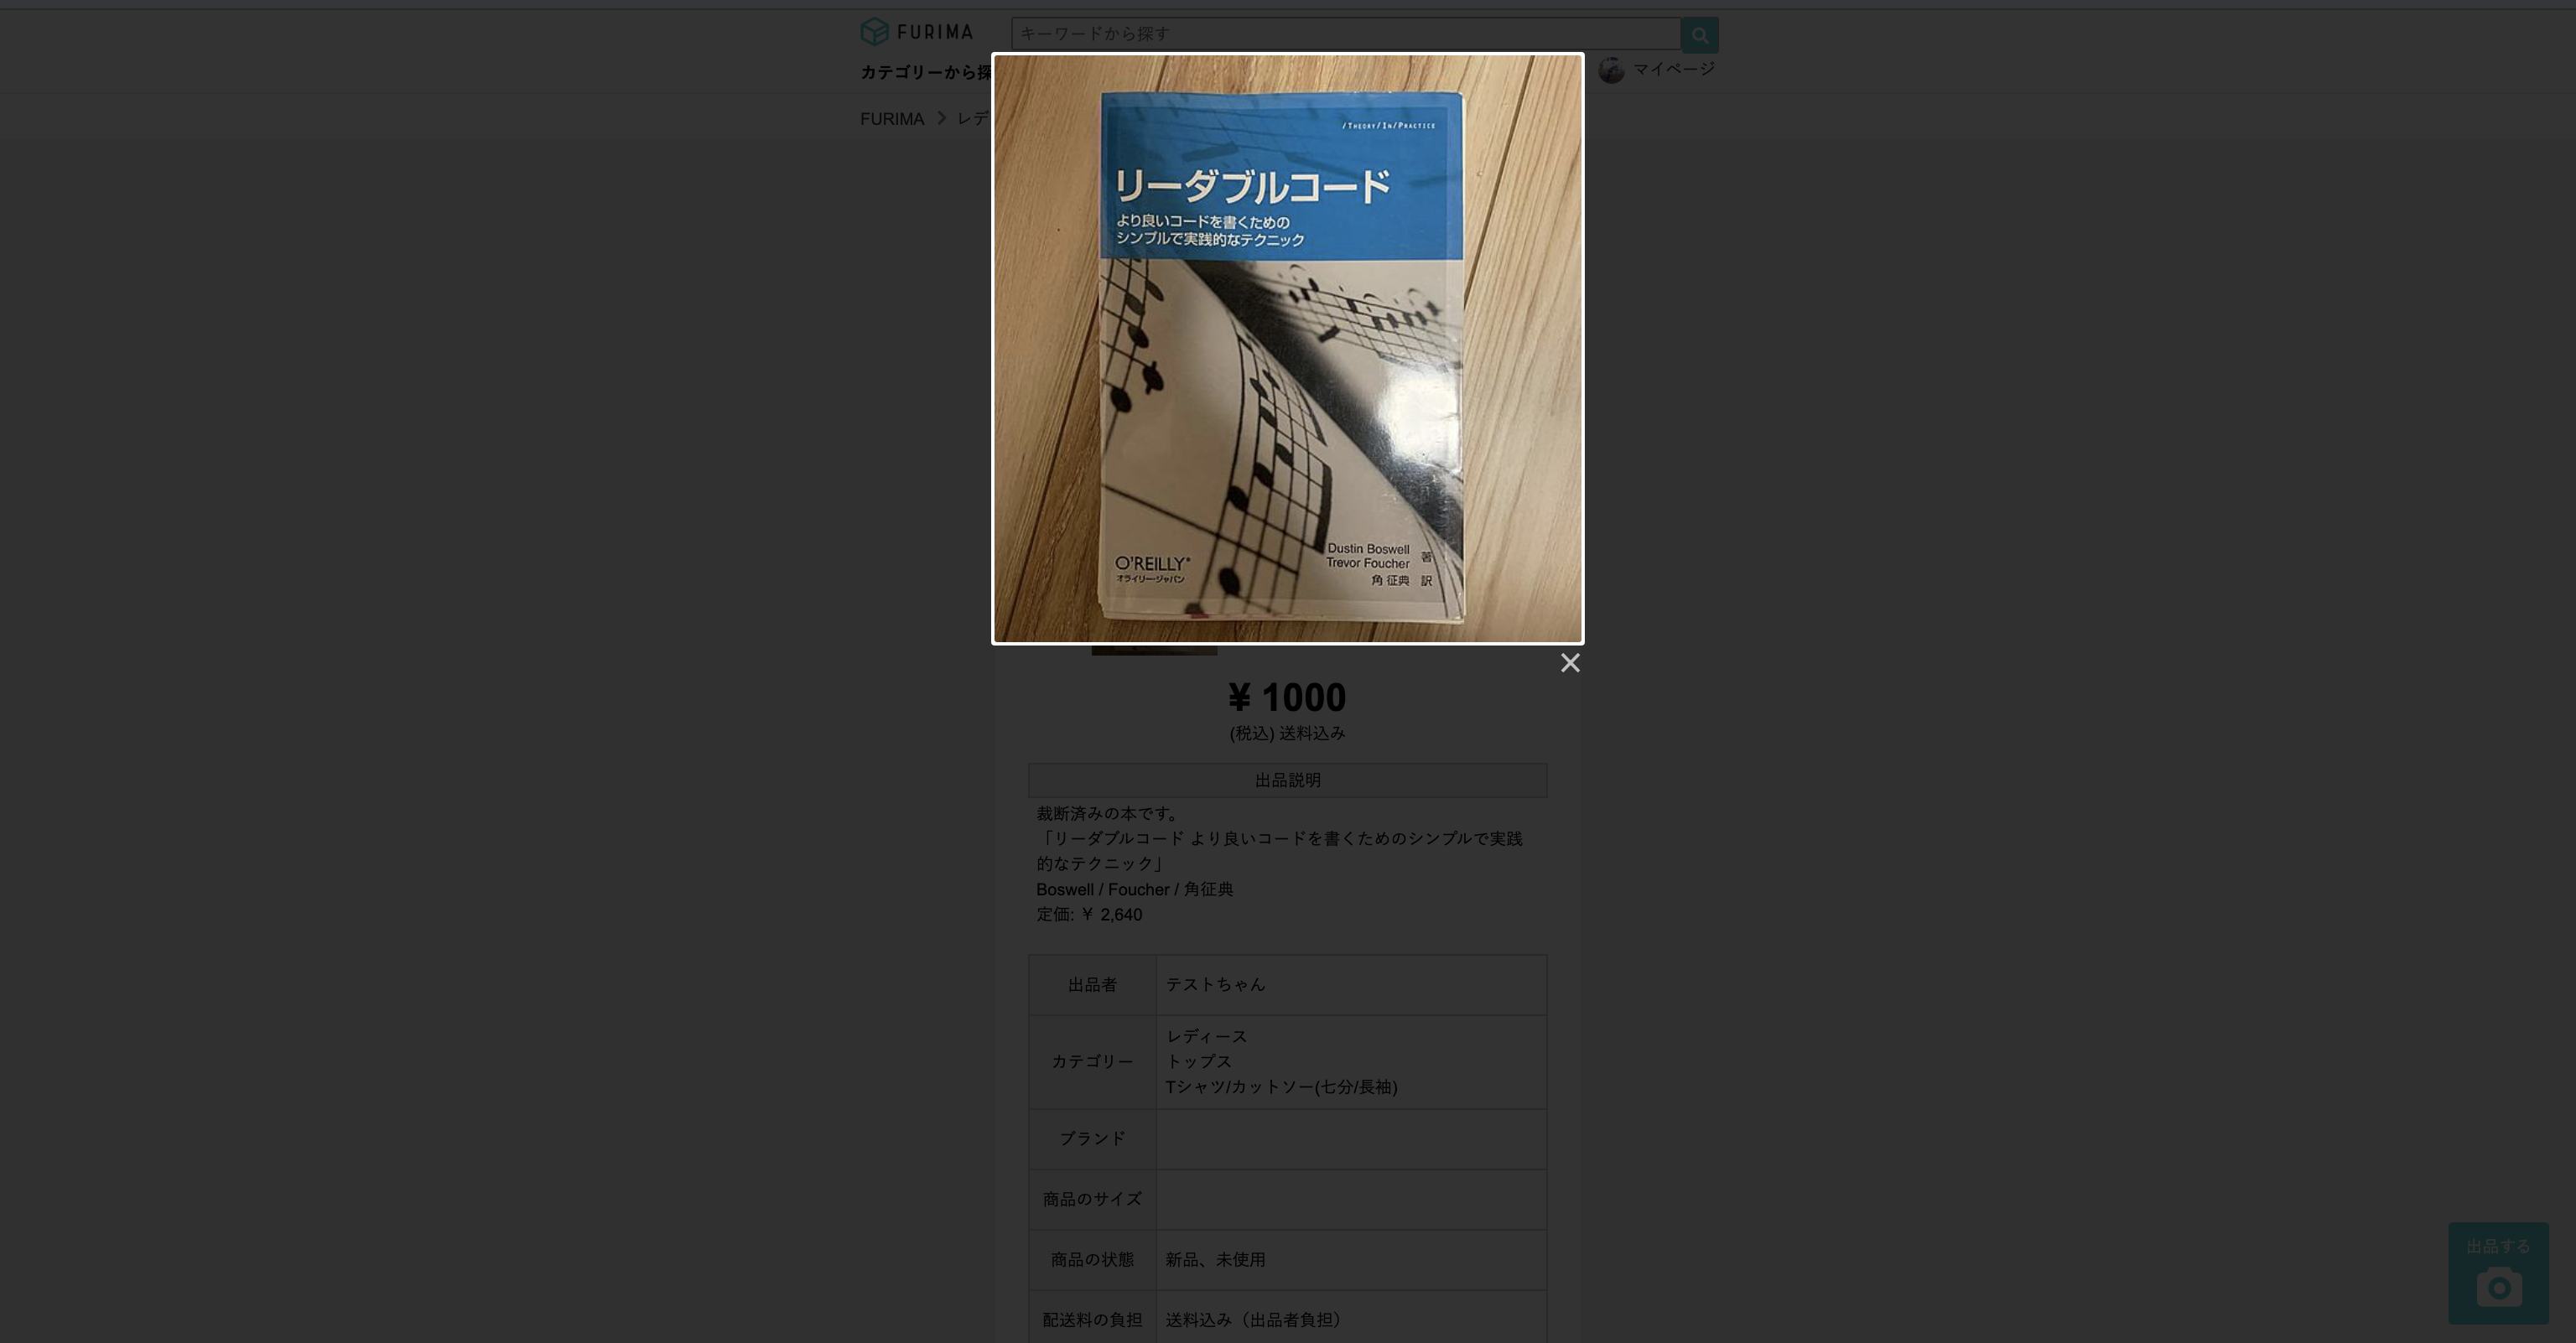 FURIMA
キーワードから探す
カテゴリーから探
マイページ
FURIMA > レデ
/THEORY/IN/PRACTICE
リーダブルコード
より良いコードを書くための
シンプルで実践的なテクニック
O'REILLY®
オライリー・ジャパン
Dustin Boswell
Trevor Foucher 著
角 征典 訳
¥ 1000
(税込) 送料込み
出品説明
裁断済みの本です。
「リーダブルコード より良いコードを書くためのシンプルで実践
的なテクニック」
Boswell / Foucher / 角征典
定価: ¥ 2,640
出品者 テストちゃん
カテゴリー
レディース
トップス
Tシャツ/カットソー(七分/長袖)
ブランド
商品のサイズ
商品の状態 新品、未使用
配送料の負担 送料込み（出品者負担）
出品する